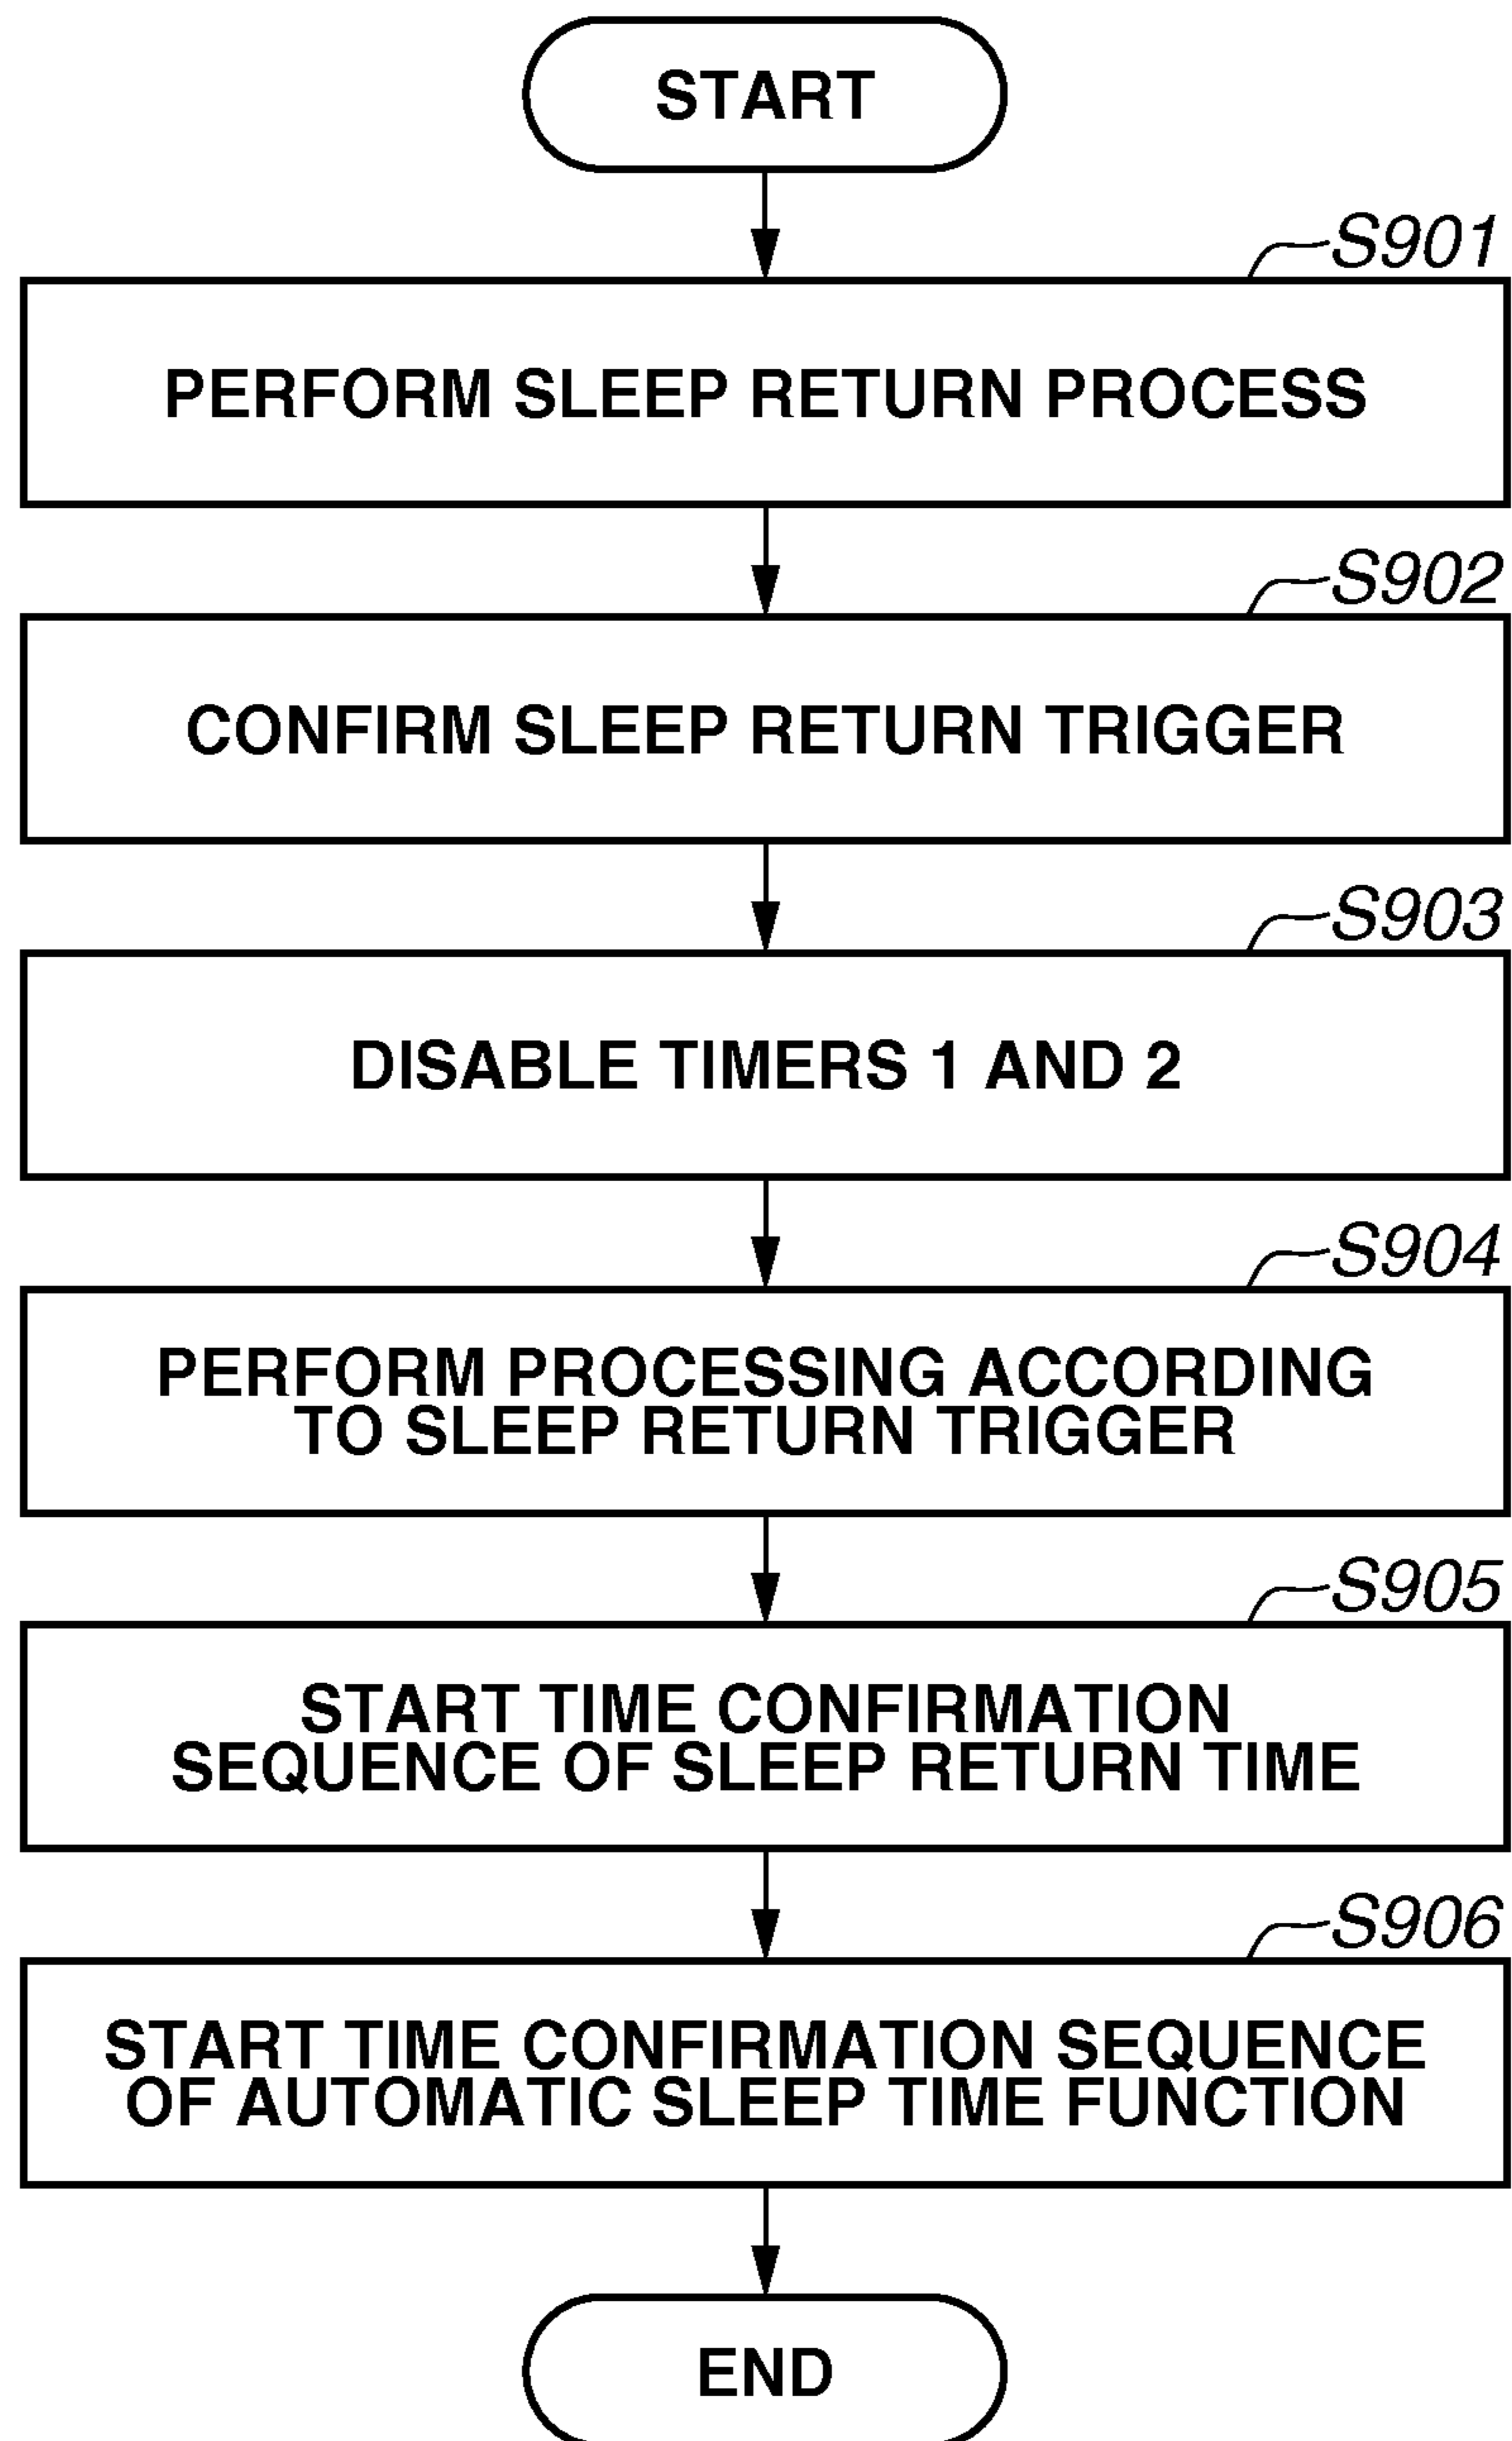 START
S901
PERFORM SLEEP RETURN PROCESS
S902
CONFIRM SLEEP RETURN TRIGGER
S903
DISABLE TIMERS 1 AND 2
S904
PERFORM PROCESSING ACCORDING
TO SLEEP RETURN TRIGGER
S905
START TIME CONFIRMATION
SEQUENCE OF SLEEP RETURN TIME
S906
START TIME CONFIRMATION SEQUENCE
OF AUTOMATIC SLEEP TIME FUNCTION
END